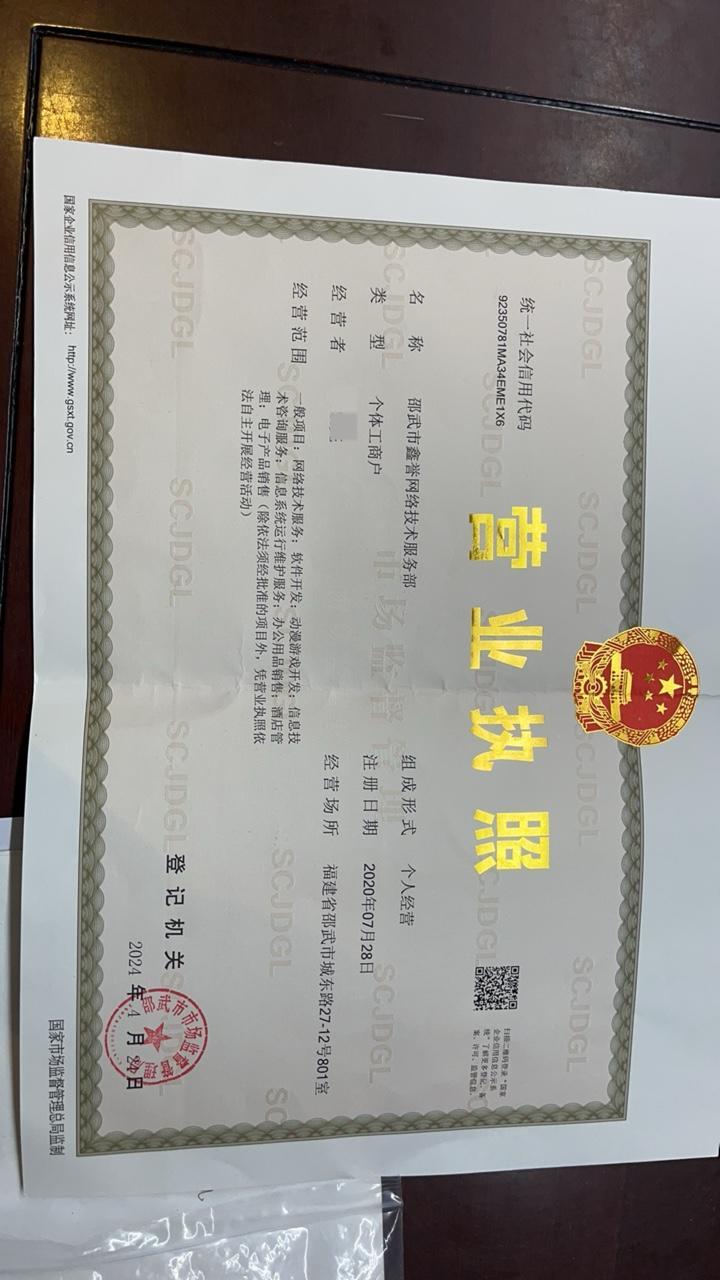 营业执照
统一社会信用代码
92350781MA34EME1X6
扫描二维码登录“国家
企业信用信息公示系
统”了解更多登记、备
案、许可、监管信息。
名称 邵武市鑫誉网络技术服务部
类型 个体工商户
经营者
经营范围 一般项目：网络技术服务；软件开发；动漫游戏开发；信息技
术咨询服务；信息系统运行维护服务；办公用品销售；酒店管
理；电子产品销售（除依法须经批准的项目外，凭营业执照依
法自主开展经营活动）
组成形式 个人经营
注册日期 2020年07月28日
经营场所 福建省邵武市城东路27-12号801室
登记机关
2024 年 4 月 日
国家企业信用信息公示系统网址： http://www.gsxt.gov.cn
国家市场监督管理总局监制
SCJDGL
市场监督管理